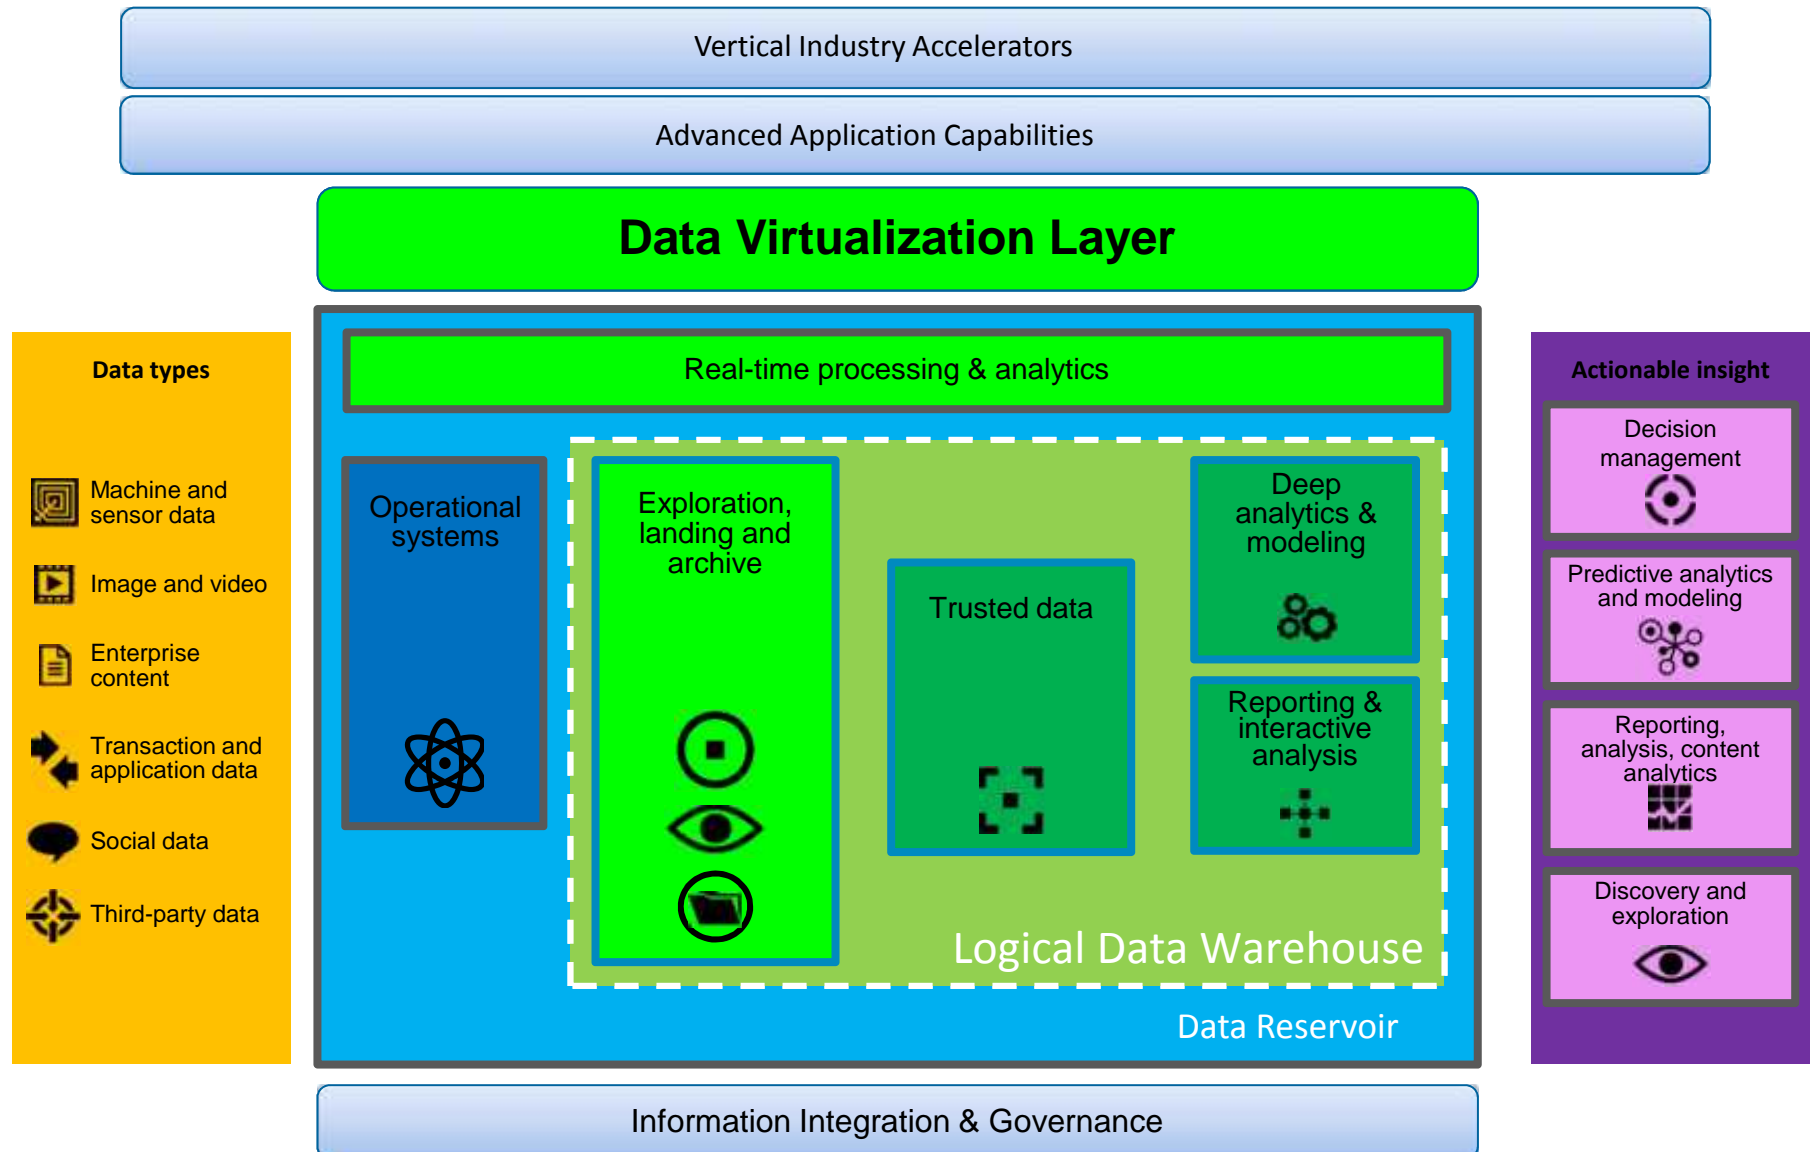 Vertical Industry Accelerators
Advanced Application Capabilities
Data Virtualization Layer
Data types
Machine and
sensor data
Image and video
Enterprise
content
Transaction and
application data
Social data
Third-party data
Real-time processing & analytics
Operational
systems
Exploration,
landing and
archive
Trusted data
Deep
analytics &
modeling
Reporting &
interactive
analysis
Logical Data Warehouse
Data Reservoir
Actionable insight
Decision
management
Predictive analytics
and modeling
Reporting,
analysis, content
analytics
Discovery and
exploration
Information Integration & Governance